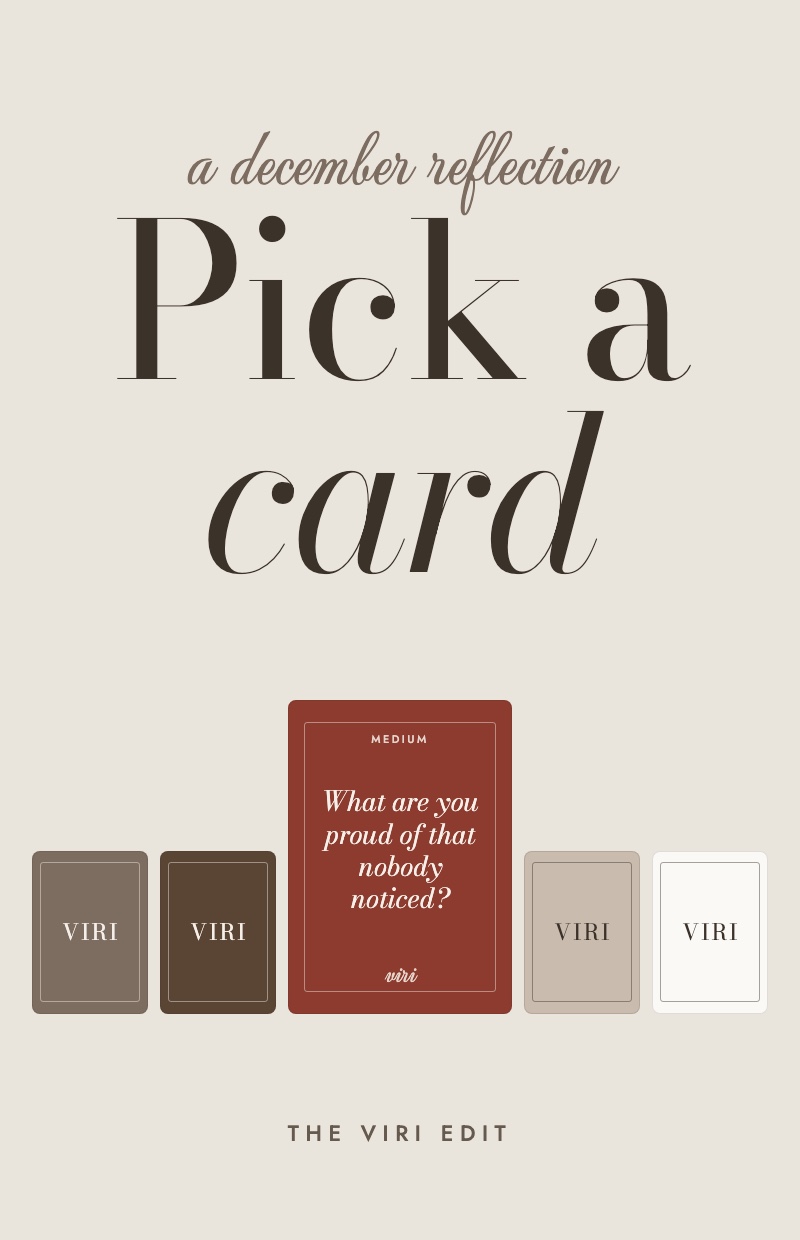 a december reflection
Pick a
card
MEDIUM
What are you
proud of that
nobody
noticed?
viri
VIRI
VIRI
VIRI
VIRI
THE VIRI EDIT